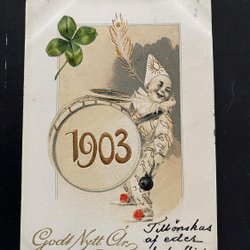 1903
Godt Nytt År
Tillönskas
af eder